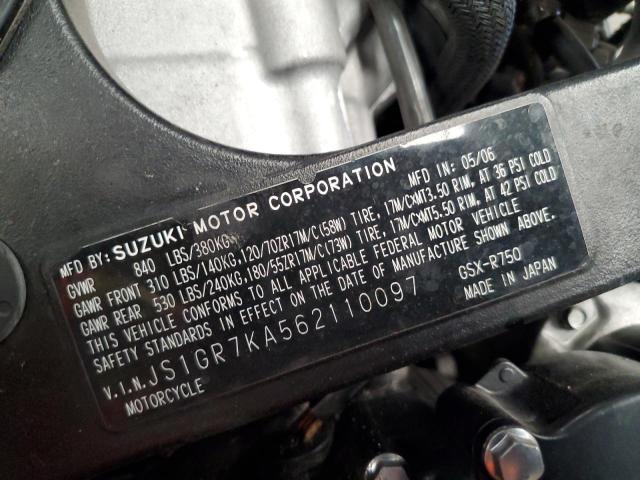 MFD BY: SUZUKI MOTOR CORPORATION MFD IN: 05/06
GVWR 840 LBS/380KG
GAWR FRONT 310 LBS/140KG,120/70ZR17M/C(58W) TIRE, 17M/CxMT3.50 RIM, AT 36 PSI COLD
GAWR REAR 530 LBS/240KG,180/55ZR17M/C(73W) TIRE, 17M/CxMT5.50 RIM, AT 42 PSI COLD
THIS VEHICLE CONFORMS TO ALL APPLICABLE FEDERAL MOTOR VEHICLE
SAFETY STANDARDS IN EFFECT ON THE DATE OF MANUFACTURE SHOWN ABOVE.
V.I.N. JS1GR7KA562110097 GSX-R750
MOTORCYCLE MADE IN JAPAN